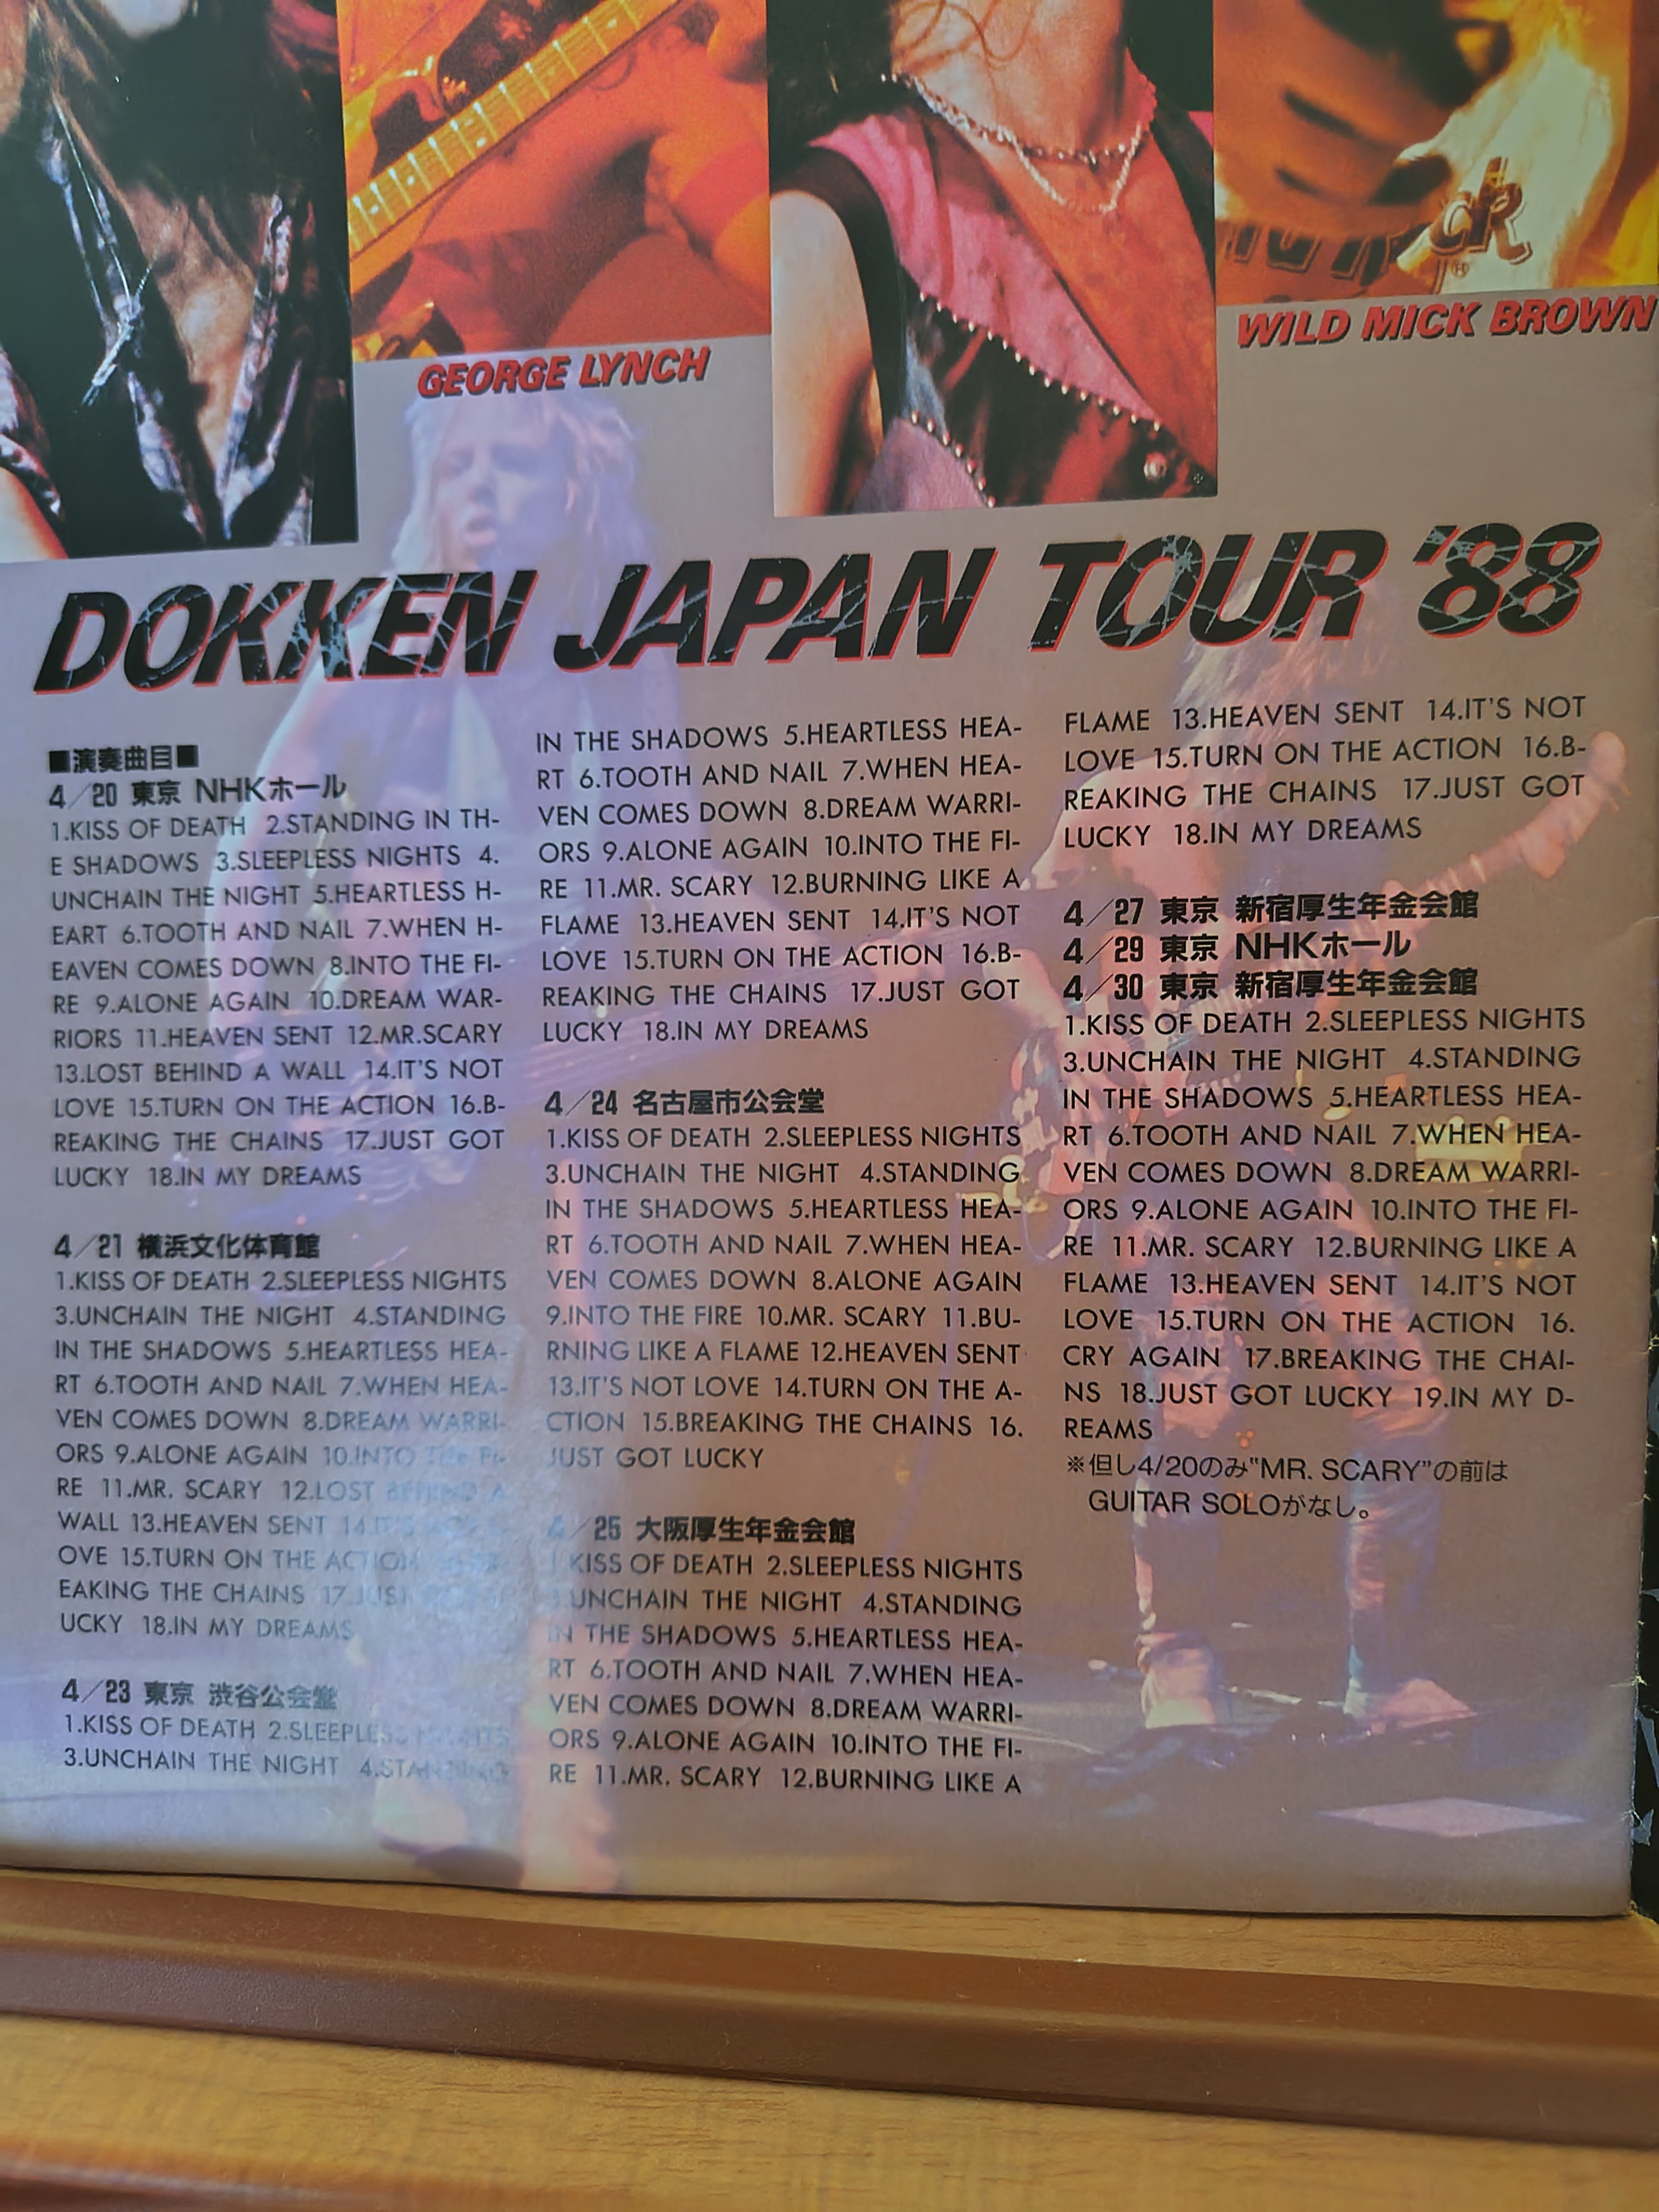 GEORGE LYNCH
WILD MICK BROWN
DOKKEN JAPAN TOUR '88
■演奏曲目■
4/20 東京 NHKホール
1.KISS OF DEATH 2.STANDING IN TH-
E SHADOWS 3.SLEEPLESS NIGHTS 4.
UNCHAIN THE NIGHT 5.HEARTLESS H-
EART 6.TOOTH AND NAIL 7.WHEN H-
EAVEN COMES DOWN 8.INTO THE FI-
RE 9.ALONE AGAIN 10.DREAM WAR-
RIORS 11.HEAVEN SENT 12.MR.SCARY
13.LOST BEHIND A WALL 14.IT'S NOT
LOVE 15.TURN ON THE ACTION 16.B-
REAKING THE CHAINS 17.JUST GOT
LUCKY 18.IN MY DREAMS
4/21 横浜文化体育館
1.KISS OF DEATH 2.SLEEPLESS NIGHTS
3.UNCHAIN THE NIGHT 4.STANDING
IN THE SHADOWS 5.HEARTLESS HEA-
RT 6.TOOTH AND NAIL 7.WHEN HEA-
VEN COMES DOWN 8.DREAM WARRI-
ORS 9.ALONE AGAIN 10.INTO THE FI-
RE 11.MR. SCARY 12.LOST BEHIND A
WALL 13.HEAVEN SENT 14.IT'S
OVE 15.TURN ON THE ACTION
EAKING THE CHAINS 17.JUST
UCKY 18.IN MY DREAMS
4/23 東京 渋谷公会堂
1.KISS OF DEATH 2.SLEEPLESS NIGHTS
3.UNCHAIN THE NIGHT 4.STANDING
IN THE SHADOWS 5.HEARTLESS HEA-
RT 6.TOOTH AND NAIL 7.WHEN HEA-
VEN COMES DOWN 8.DREAM WARRI-
ORS 9.ALONE AGAIN 10.INTO THE FI-
RE 11.MR. SCARY 12.BURNING LIKE A
FLAME 13.HEAVEN SENT 14.IT'S NOT
LOVE 15.TURN ON THE ACTION 16.B-
REAKING THE CHAINS 17.JUST GOT
LUCKY 18.IN MY DREAMS
4/24 名古屋市公会堂
1.KISS OF DEATH 2.SLEEPLESS NIGHTS
3.UNCHAIN THE NIGHT 4.STANDING
IN THE SHADOWS 5.HEARTLESS HEA-
RT 6.TOOTH AND NAIL 7.WHEN HEA-
VEN COMES DOWN 8.ALONE AGAIN
9.INTO THE FIRE 10.MR. SCARY 11.BU-
RNING LIKE A FLAME 12.HEAVEN SENT
13.IT'S NOT LOVE 14.TURN ON THE A-
CTION 15.BREAKING THE CHAINS 16.
JUST GOT LUCKY
4/25 大阪厚生年金会館
1.KISS OF DEATH 2.SLEEPLESS NIGHTS
3.UNCHAIN THE NIGHT 4.STANDING
IN THE SHADOWS 5.HEARTLESS HEA-
RT 6.TOOTH AND NAIL 7.WHEN HEA-
VEN COMES DOWN 8.DREAM WARRI-
ORS 9.ALONE AGAIN 10.INTO THE FI-
RE 11.MR. SCARY 12.BURNING LIKE A
FLAME 13.HEAVEN SENT 14.IT'S NOT
LOVE 15.TURN ON THE ACTION 16.B-
REAKING THE CHAINS 17.JUST GOT
LUCKY 18.IN MY DREAMS
4/27 東京 新宿厚生年金会館
4/29 東京 NHKホール
4/30 東京 新宿厚生年金会館
1.KISS OF DEATH 2.SLEEPLESS NIGHTS
3.UNCHAIN THE NIGHT 4.STANDING
IN THE SHADOWS 5.HEARTLESS HEA-
RT 6.TOOTH AND NAIL 7.WHEN HEA-
VEN COMES DOWN 8.DREAM WARRI-
ORS 9.ALONE AGAIN 10.INTO THE FI-
RE 11.MR. SCARY 12.BURNING LIKE A
FLAME 13.HEAVEN SENT 14.IT'S NOT
LOVE 15.TURN ON THE ACTION 16.
CRY AGAIN 17.BREAKING THE CHAI-
NS 18.JUST GOT LUCKY 19.IN MY D-
REAMS
※但し4/20のみ"MR. SCARY"の前は
GUITAR SOLOがなし。